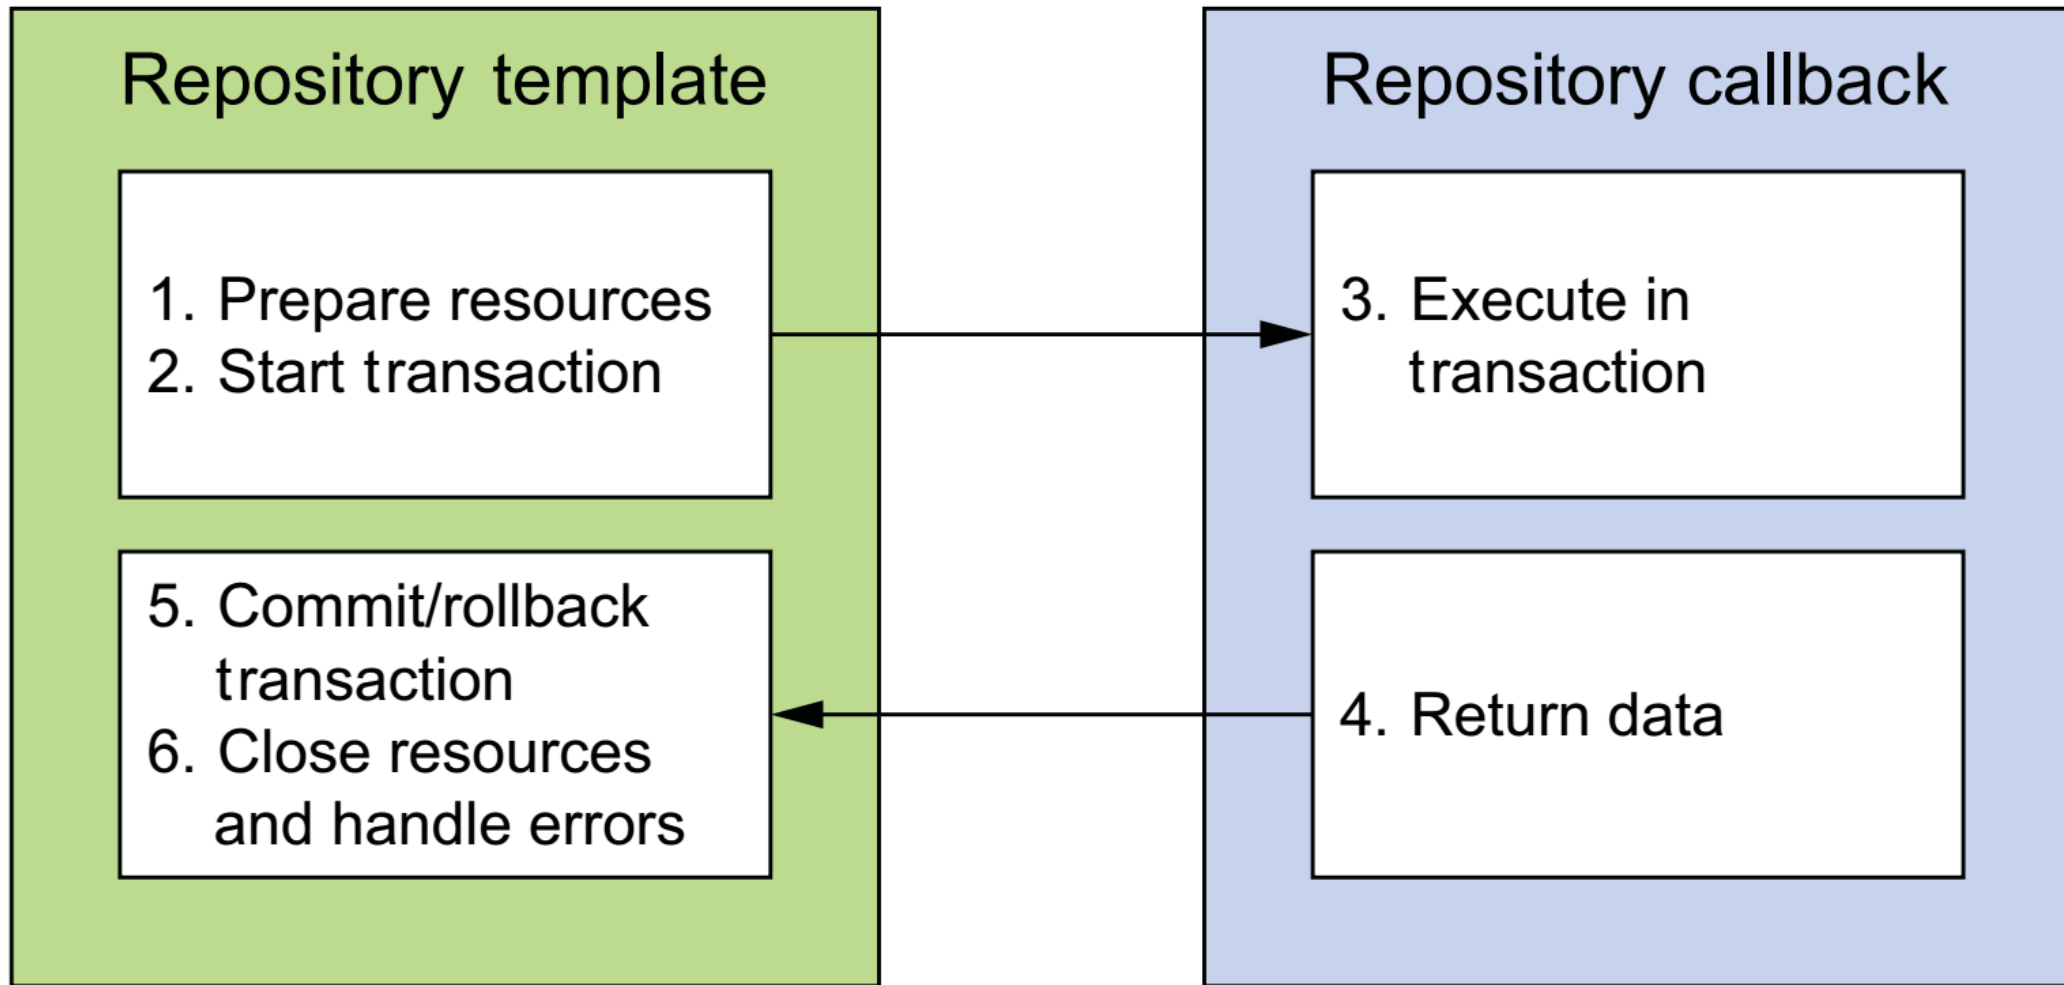 Repository template
1. Prepare resources
2. Start transaction
5. Commit/rollback
transaction
6. Close resources
and handle errors
Repository callback
3. Execute in
transaction
4. Return data